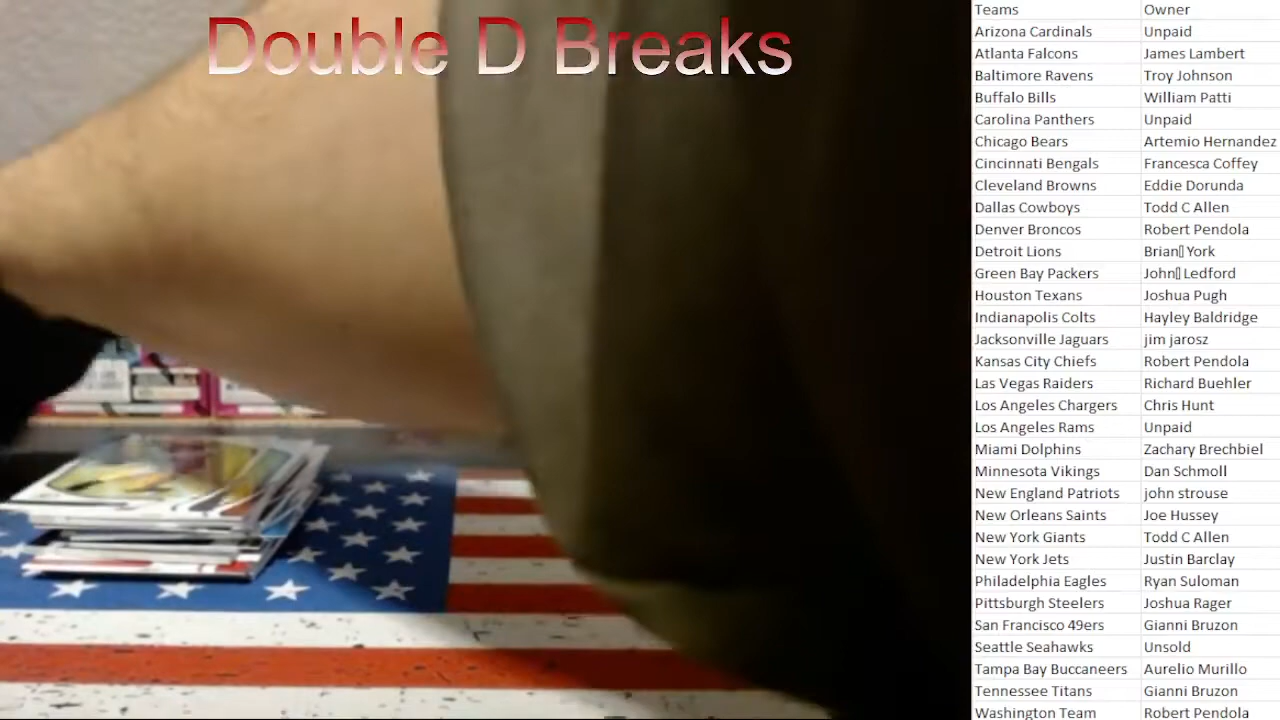 Double D Breaks
Teams Owner
Arizona Cardinals Unpaid
Atlanta Falcons James Lambert
Baltimore Ravens Troy Johnson
Buffalo Bills William Patti
Carolina Panthers Unpaid
Chicago Bears Artemio Hernandez
Cincinnati Bengals Francesca Coffey
Cleveland Browns Eddie Dorunda
Dallas Cowboys Todd C Allen
Denver Broncos Robert Pendola
Detroit Lions Brian▯York
Green Bay Packers John▯Ledford
Houston Texans Joshua Pugh
Indianapolis Colts Hayley Baldridge
Jacksonville Jaguars jim jarosz
Kansas City Chiefs Robert Pendola
Las Vegas Raiders Richard Buehler
Los Angeles Chargers Chris Hunt
Los Angeles Rams Unpaid
Miami Dolphins Zachary Brechbiel
Minnesota Vikings Dan Schmoll
New England Patriots john strouse
New Orleans Saints Joe Hussey
New York Giants Todd C Allen
New York Jets Justin Barclay
Philadelphia Eagles Ryan Suloman
Pittsburgh Steelers Joshua Rager
San Francisco 49ers Gianni Bruzon
Seattle Seahawks Unsold
Tampa Bay Buccaneers Aurelio Murillo
Tennessee Titans Gianni Bruzon
Washington Team Robert Pendola